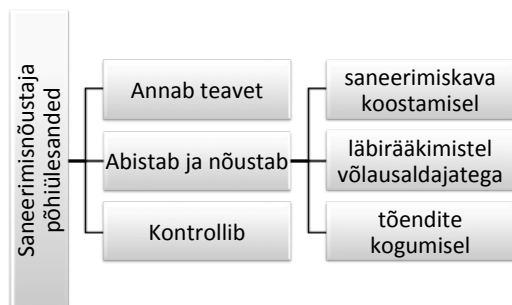 Saneerimisnõustaja
põhiülesanded
Annab teavet
Abistab ja nõustab
Kontrollib
saneerimiskava
koostamisel
läbirääkimistel
võlausaldajatega
tõendite
kogumisel